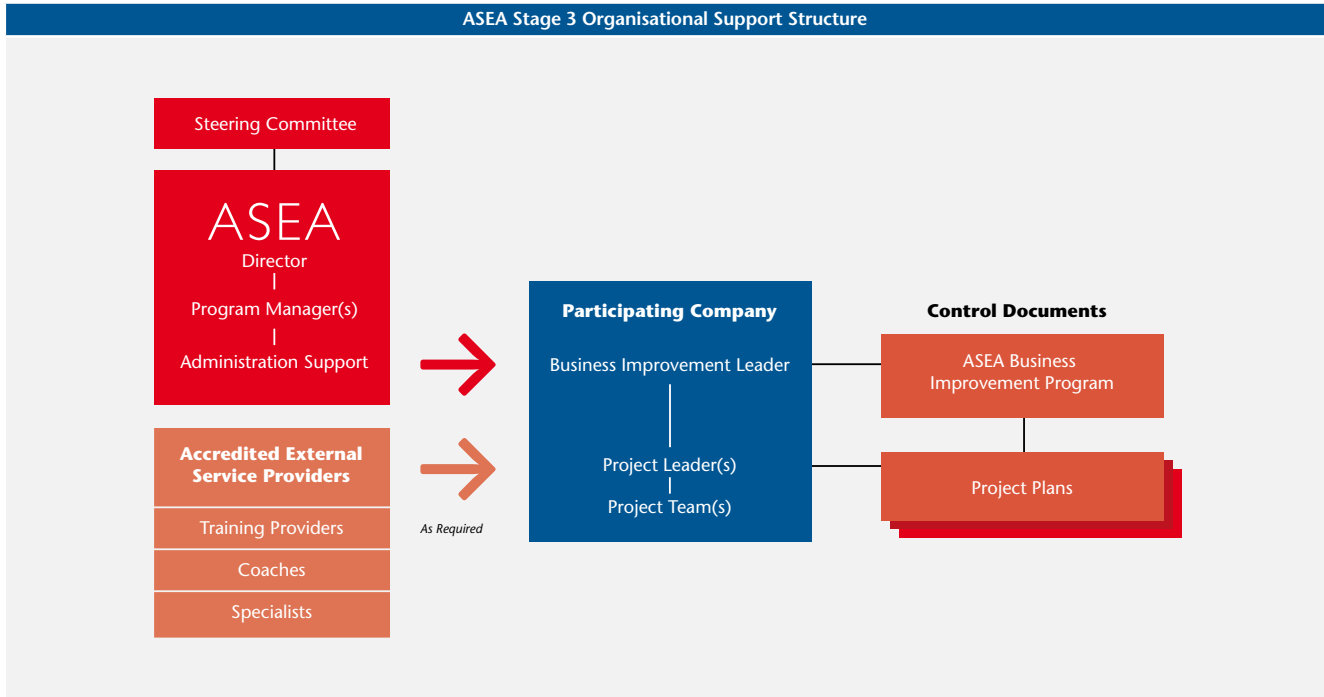 ASEA Stage 3 Organisational Support Structure
Steering Committee
ASEA
Director
Program Manager(s)
Administration Support
Accredited External
Service Providers
Training Providers
Coaches
Specialists
As Required
Participating Company
Business Improvement Leader
Project Leader(s)
Project Team(s)
Control Documents
ASEA Business
Improvement Program
Project Plans